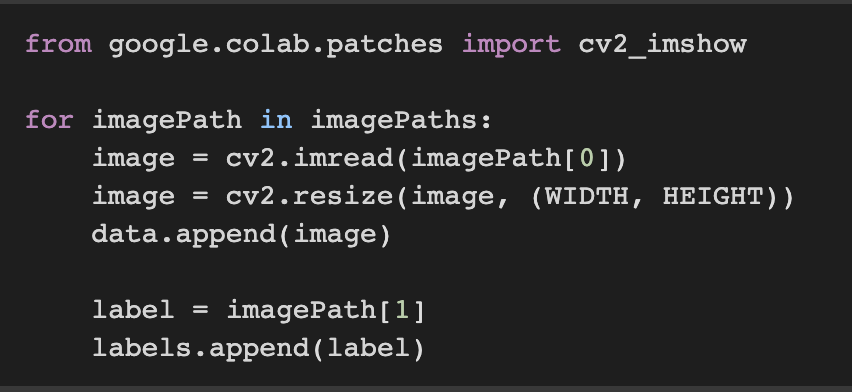 from google.colab.patches import cv2_imshow
for imagePath in imagePaths:
    image = cv2.imread(imagePath[0])
    image = cv2.resize(image, (WIDTH, HEIGHT))
    data.append(image)
    label = imagePath[1]
    labels.append(label)